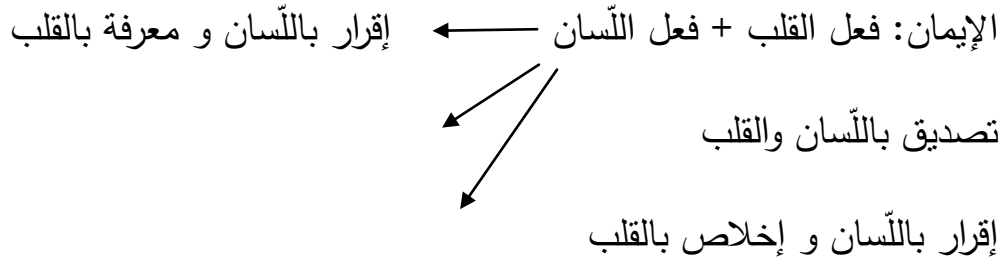 الإيمان: فعل القلب + فعل اللّسان إقرار باللّسان و معرفة بالقلب
تصديق باللّسان والقلب
إقرار باللّسان و إخلاص بالقلب